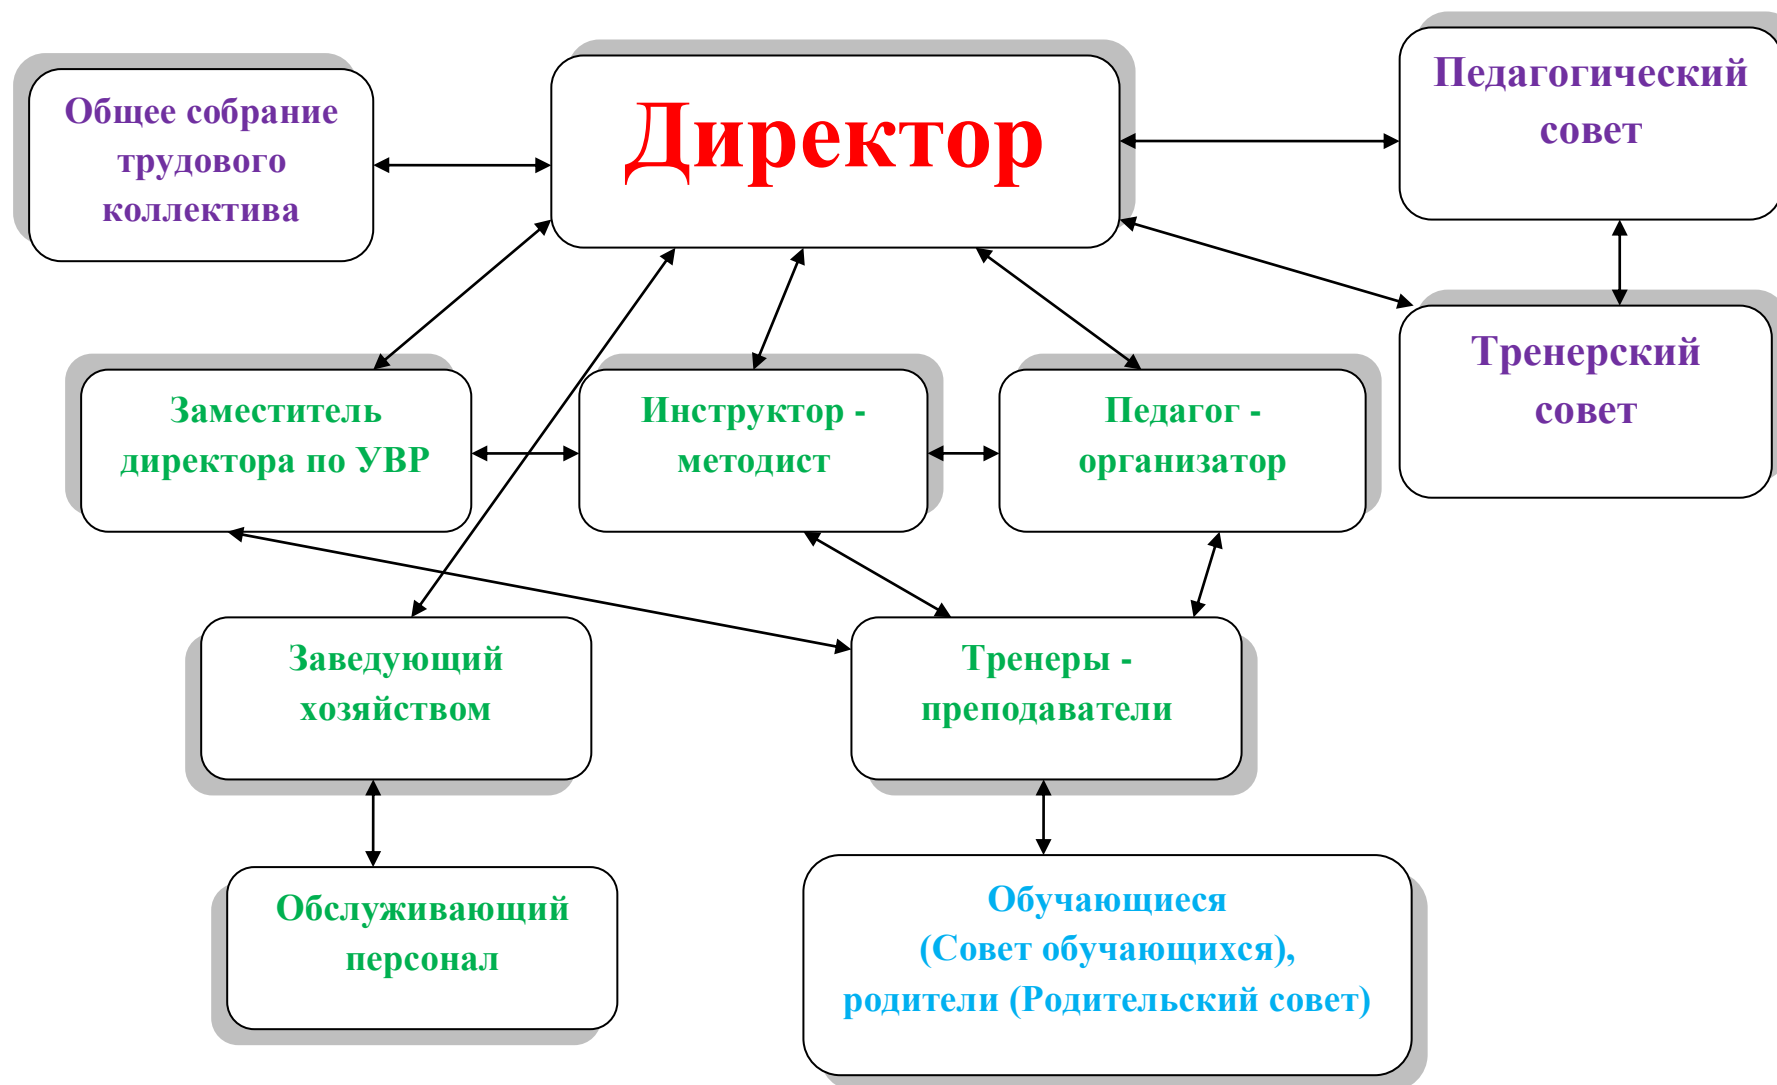 Общее собрание
трудового
коллектива
Директор
Педагогический
совет
Тренерский
совет
Заместитель
директора по УВР
Инструктор -
методист
Педагог -
организатор
Заведующий
хозяйством
Тренеры -
преподаватели
Обслуживающий
персонал
Обучающиеся
(Совет обучающихся),
родители (Родительский совет)